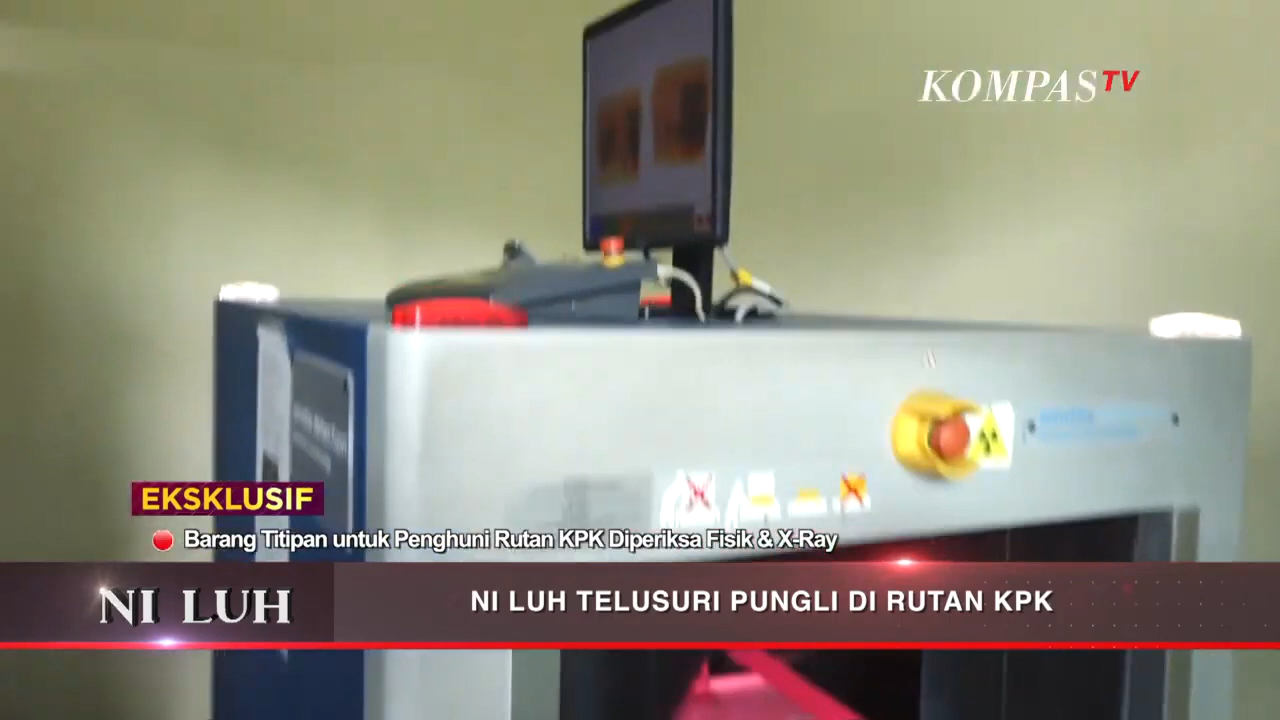 KOMPAS TV
EKSKLUSIF
Barang Titipan untuk Penghuni Rutan KPK Diperiksa Fisik & X-Ray
NI LUH
NI LUH TELUSURI PUNGLI DI RUTAN KPK